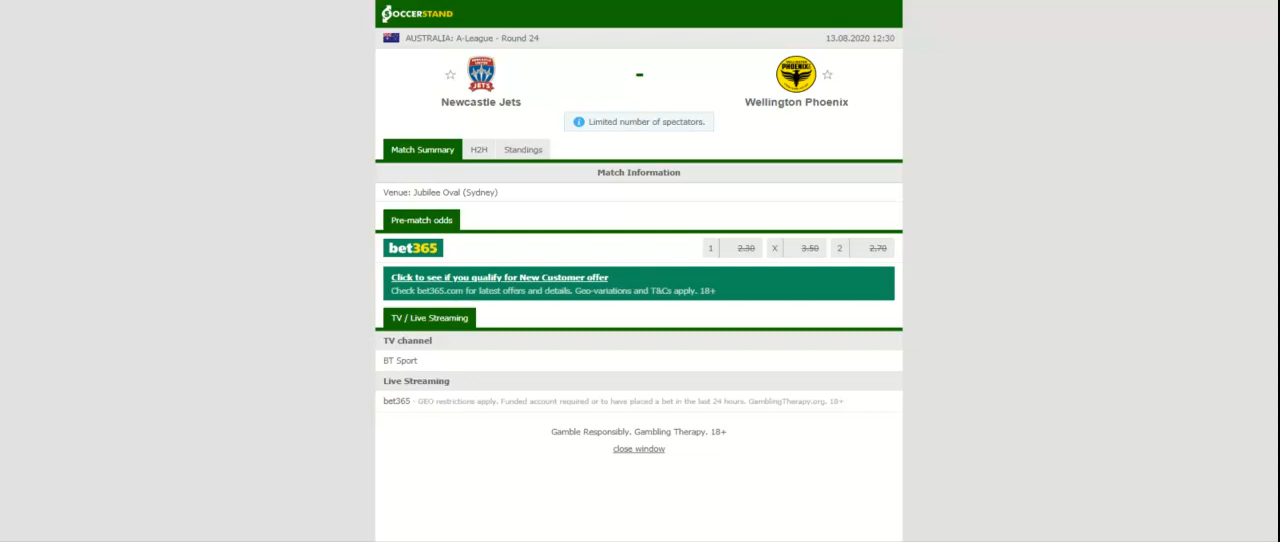 SOCCERSTAND
AUSTRALIA: A-League - Round 24 13.08.2020 12:30
NEWCASTLE UNITED JETS
WELLINGTON PHOENIX
-
Newcastle Jets Wellington Phoenix
Limited number of spectators.
Match Summary H2H Standings
Match Information
Venue: Jubilee Oval (Sydney)
Pre-match odds
bet365 1 2.30 X 3.50 2 2.70
Click to see if you qualify for New Customer offer
Check bet365.com for latest offers and details. Geo-variations and T&Cs apply. 18+
TV / Live Streaming
TV channel
BT Sport
Live Streaming
bet365 - GEO restrictions apply. Funded account required or to have placed a bet in the last 24 hours. GamblingTherapy.org. 18+
Gamble Responsibly. Gambling Therapy. 18+
close window